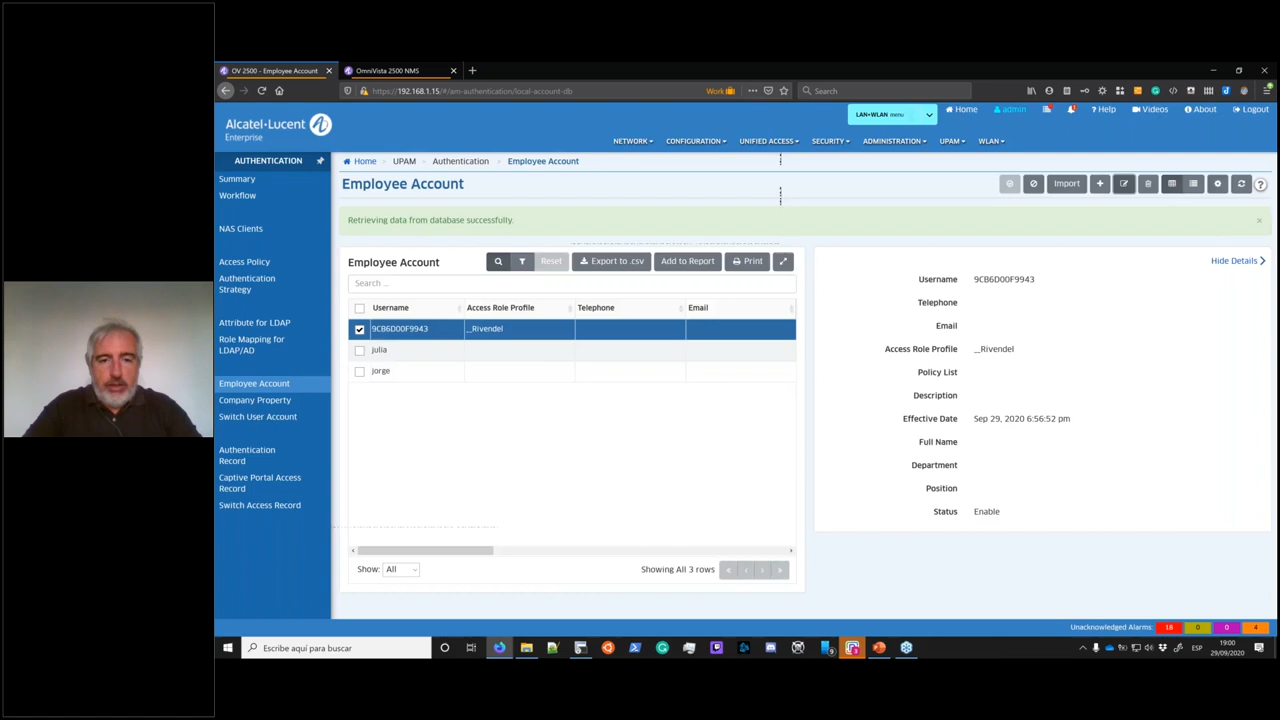 OV 2500 - Employee Account
OmniVista 2500 NMS
https://192.168.1.15/#/am-authentication/local-account-db
Work
Search
Alcatel·Lucent
Enterprise
LAN+WLAN menu
Home
admin
Help
Videos
About
Logout
NETWORK
CONFIGURATION
UNIFIED ACCESS
SECURITY
ADMINISTRATION
UPAM
WLAN
AUTHENTICATION
Summary
Workflow
NAS Clients
Access Policy
Authentication
Strategy
Attribute for LDAP
Role Mapping for
LDAP/AD
Employee Account
Company Property
Switch User Account
Authentication
Record
Captive Portal Access
Record
Switch Access Record
Home > UPAM > Authentication > Employee Account
Employee Account
Import
Retrieving data from database successfully.
Employee Account
Reset
Export to .csv
Add to Report
Print
Search ...
Username Access Role Profile Telephone Email
9CB6D00F9943 __Rivendel
julia
jorge
Show: All
Showing All 3 rows
Hide Details
Username 9CB6D00F9943
Telephone
Email
Access Role Profile __Rivendel
Policy List
Description
Effective Date Sep 29, 2020 6:56:52 pm
Full Name
Department
Position
Status Enable
Unacknowledged Alarms: 18 0 0 4
Escribe aquí para buscar
ESP
19:00
29/09/2020